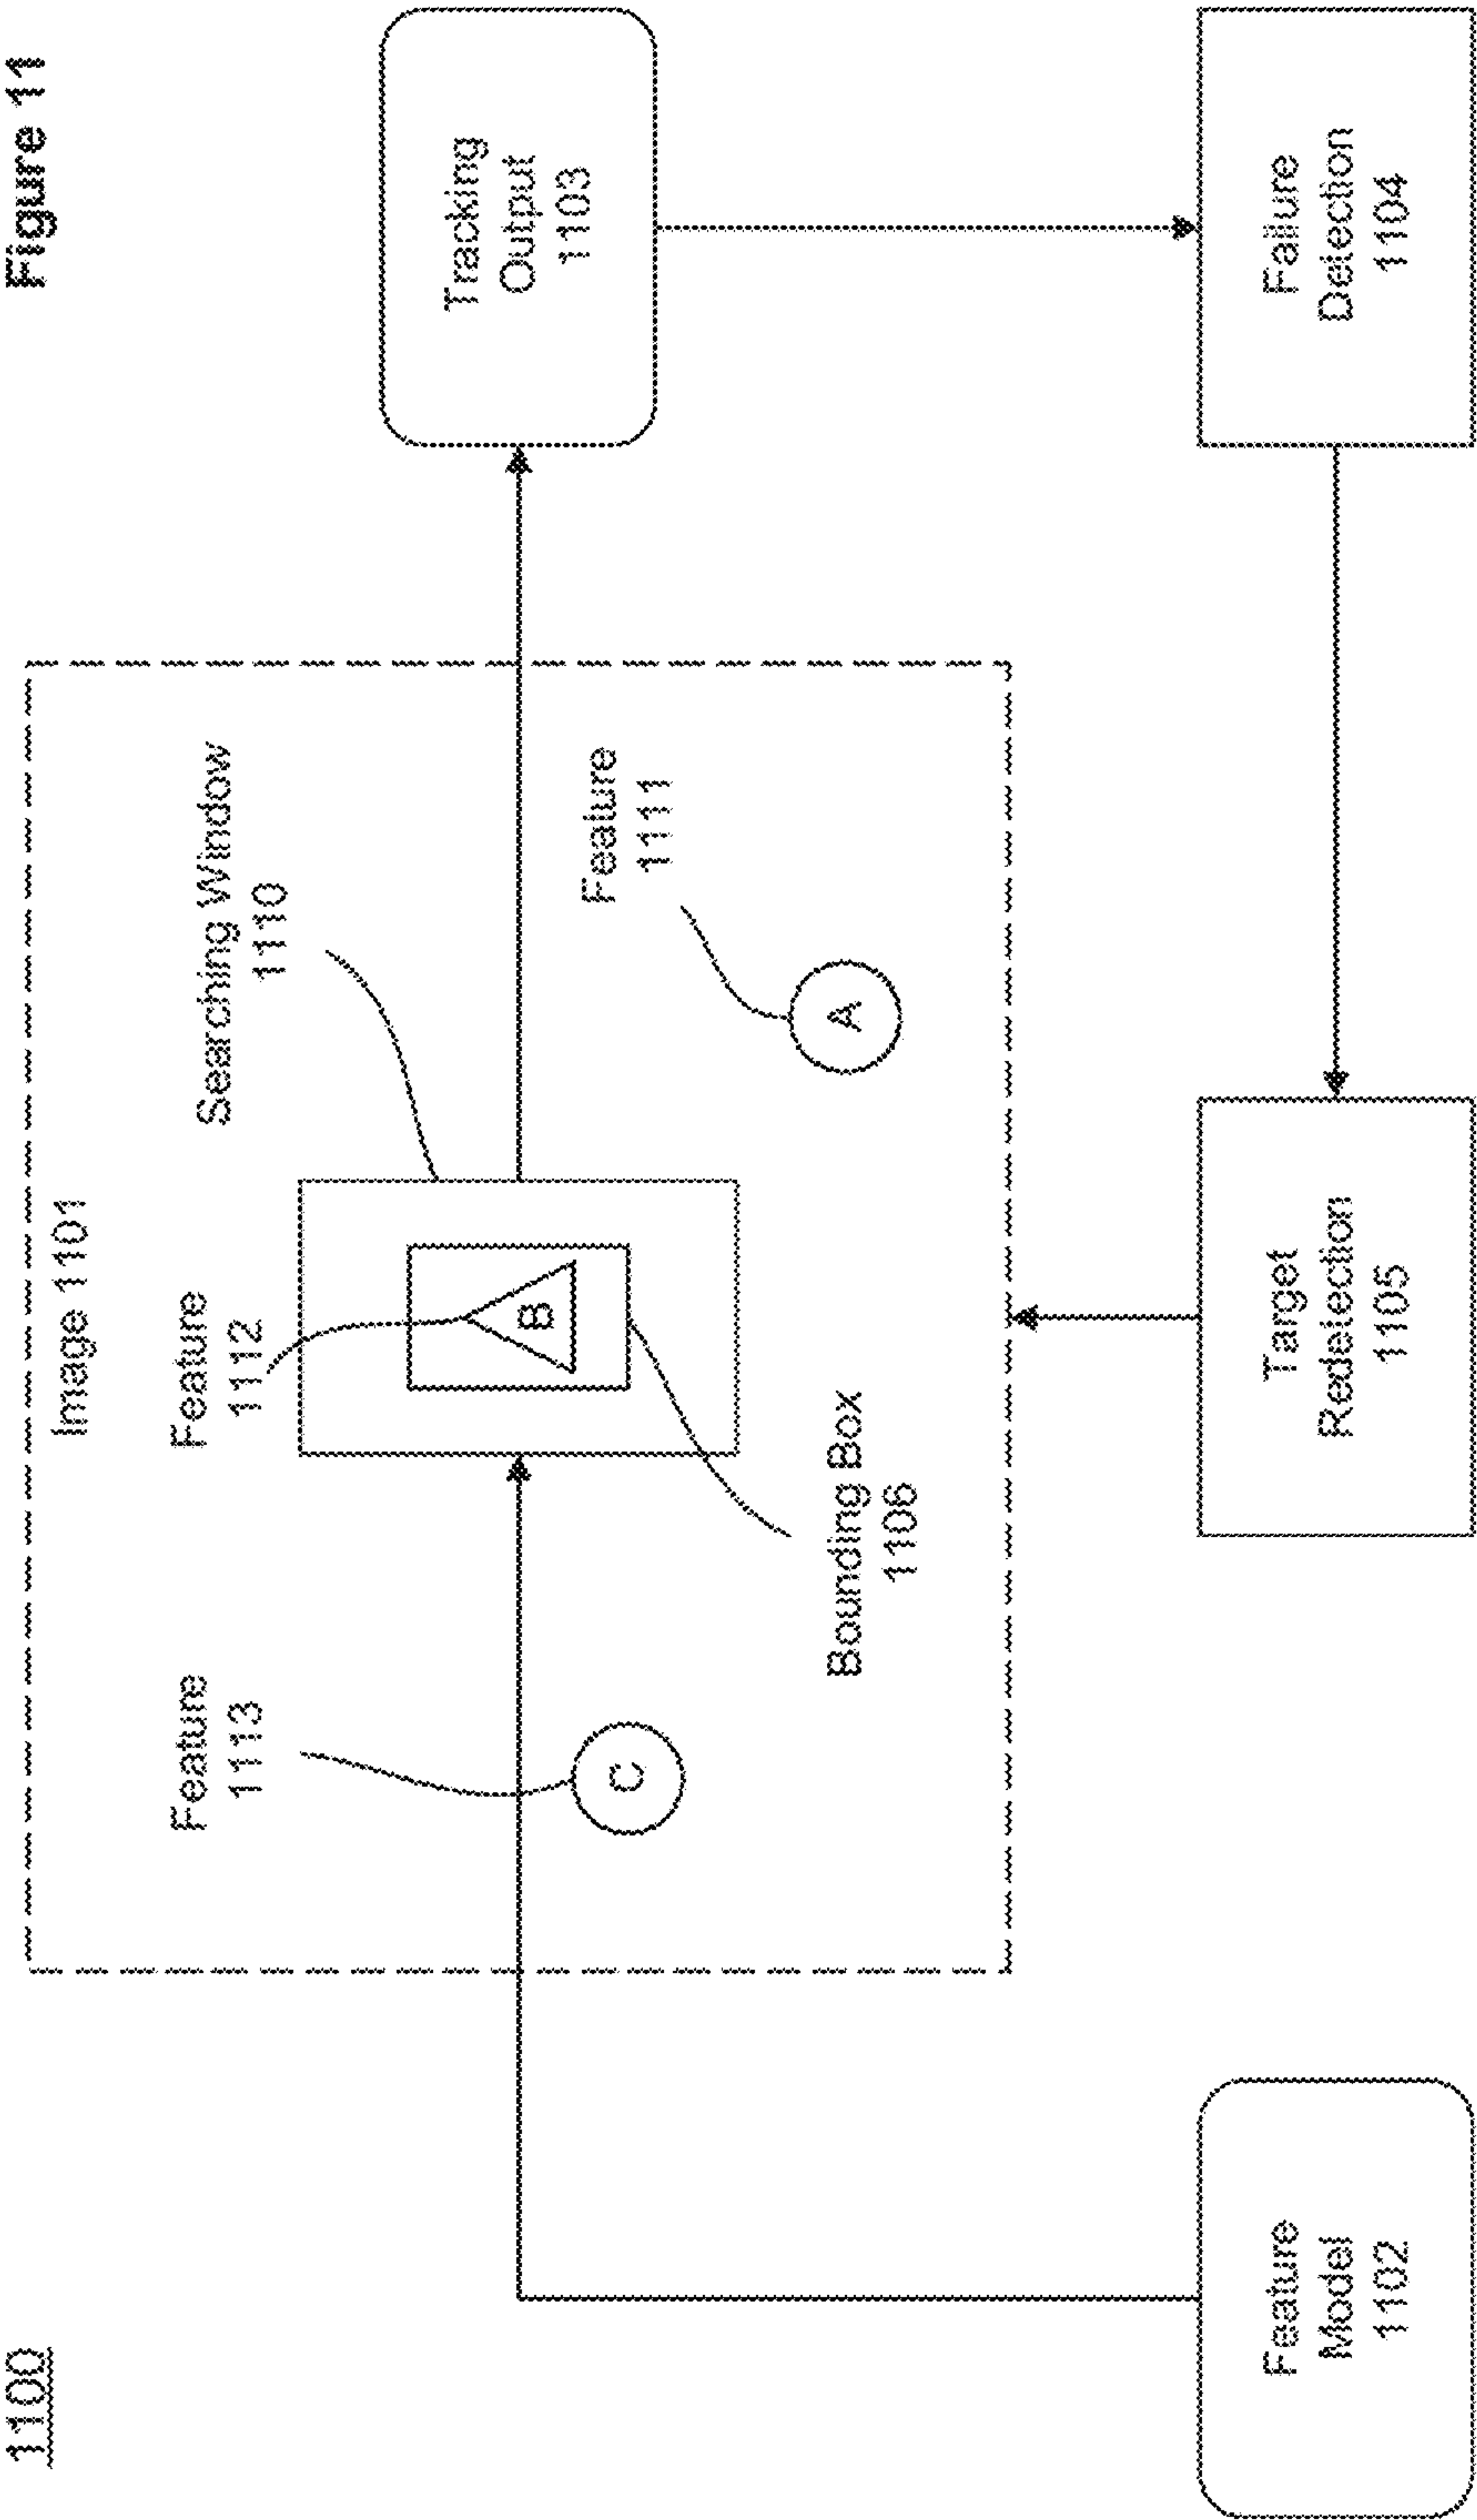 1100
Figure 11
Image 1101
Feature
1113
Feature
1112
Searching Window
1110
Tracking
Output
1103
B
C
Feature
1111
A
Bounding Box
1106
Feature
Model
1102
Target
Redetection
1105
Failure
Detection
1104